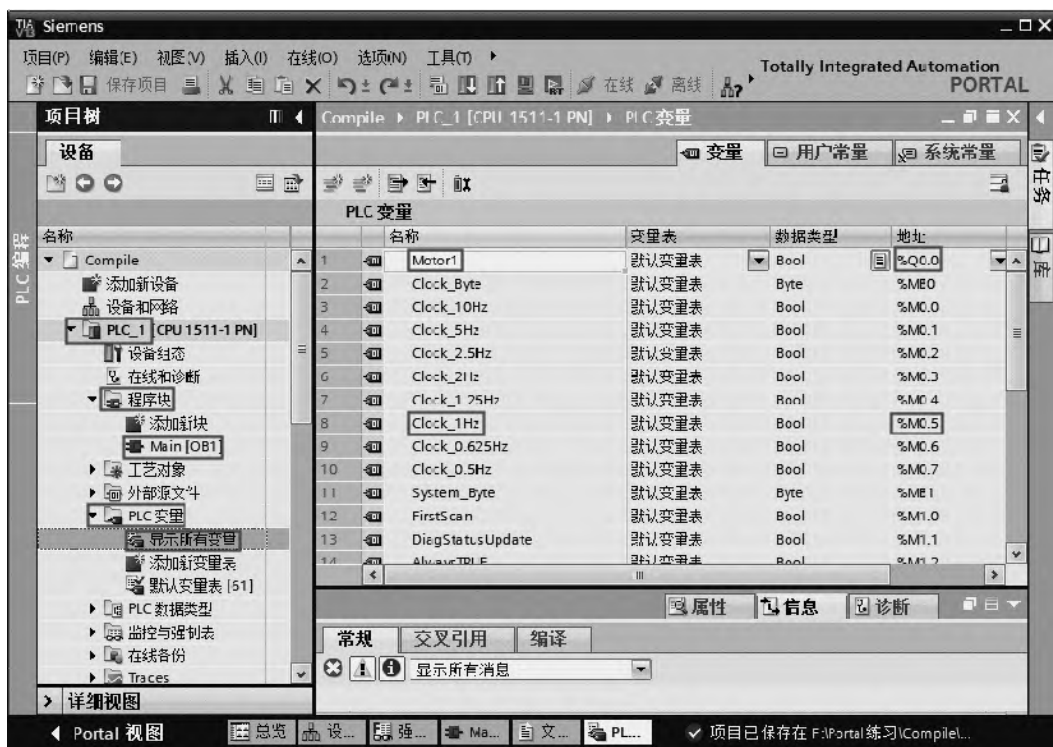 Siemens
项目(P) 编辑(E) 视图(V) 插入(I) 在线(O) 选项(N) 工具(T)
保存项目 在线 离线
Totally Integrated Automation
PORTAL
项目树
Compile PLC_1 [CPU 1511-1 PN] PLC变量
设备
变量 用户常量 系统常量
任务
库
PLC 编程
PLC 变量
名称
名称 变量表 数据类型 地址
Compile
添加新设备
设备和网络
PLC_1 [CPU 1511-1 PN]
设备组态
在线和诊断
程序块
添加新块
Main [OB1]
工艺对象
外部源文件
PLC 变量
显示所有变量
添加新变量表
默认变量表 [61]
PLC 数据类型
监控与强制表
在线备份
Traces
1 Motor1 默认变量表 Bool %Q0.0
2 Clock_Byte 默认变量表 Byte %MB0
3 Clock_10Hz 默认变量表 Bool %M0.0
4 Clock_5Hz 默认变量表 Bool %M0.1
5 Clock_2.5Hz 默认变量表 Bool %M0.2
6 Clock_2Hz 默认变量表 Bool %M0.3
7 Clock_1.25Hz 默认变量表 Bool %M0.4
8 Clock_1Hz 默认变量表 Bool %M0.5
9 Clock_0.625Hz 默认变量表 Bool %M0.6
10 Clock_0.5Hz 默认变量表 Bool %M0.7
11 System_Byte 默认变量表 Byte %MB1
12 FirstScan 默认变量表 Bool %M1.0
13 DiagStatusUpdate 默认变量表 Bool %M1.1
14 AlwaysTRUE 默认变量表 Bool %M1.2
属性 信息 诊断
常规 交叉引用 编译
显示所有消息
详细视图
Portal 视图 总览 设... 强... Ma... 文... PL... 项目已保存在 F:\Portal练习\Compile\...